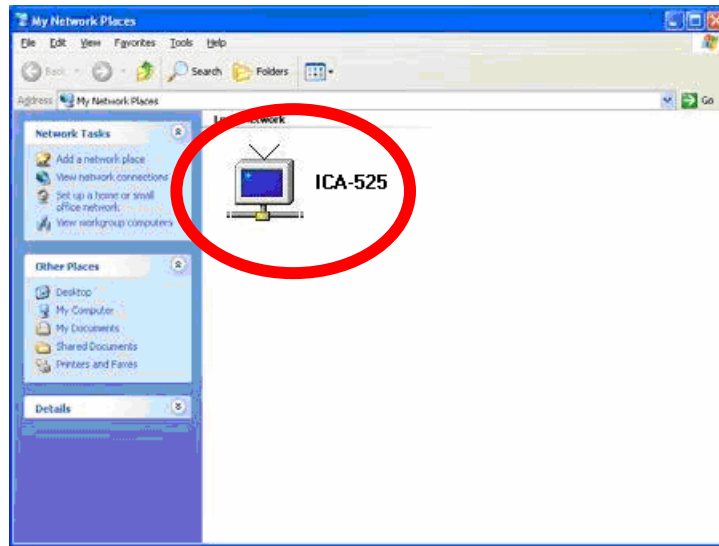 My Network Places
File Edit View Favorites Tools Help
Back Search Folders
Address My Network Places Go
Network
Network Tasks
Add a network place
View network connections
Set up a home or small
office network
View workgroup computers
ICA-525
Other Places
Desktop
My Computer
My Documents
Shared Documents
Printers and Faxes
Details